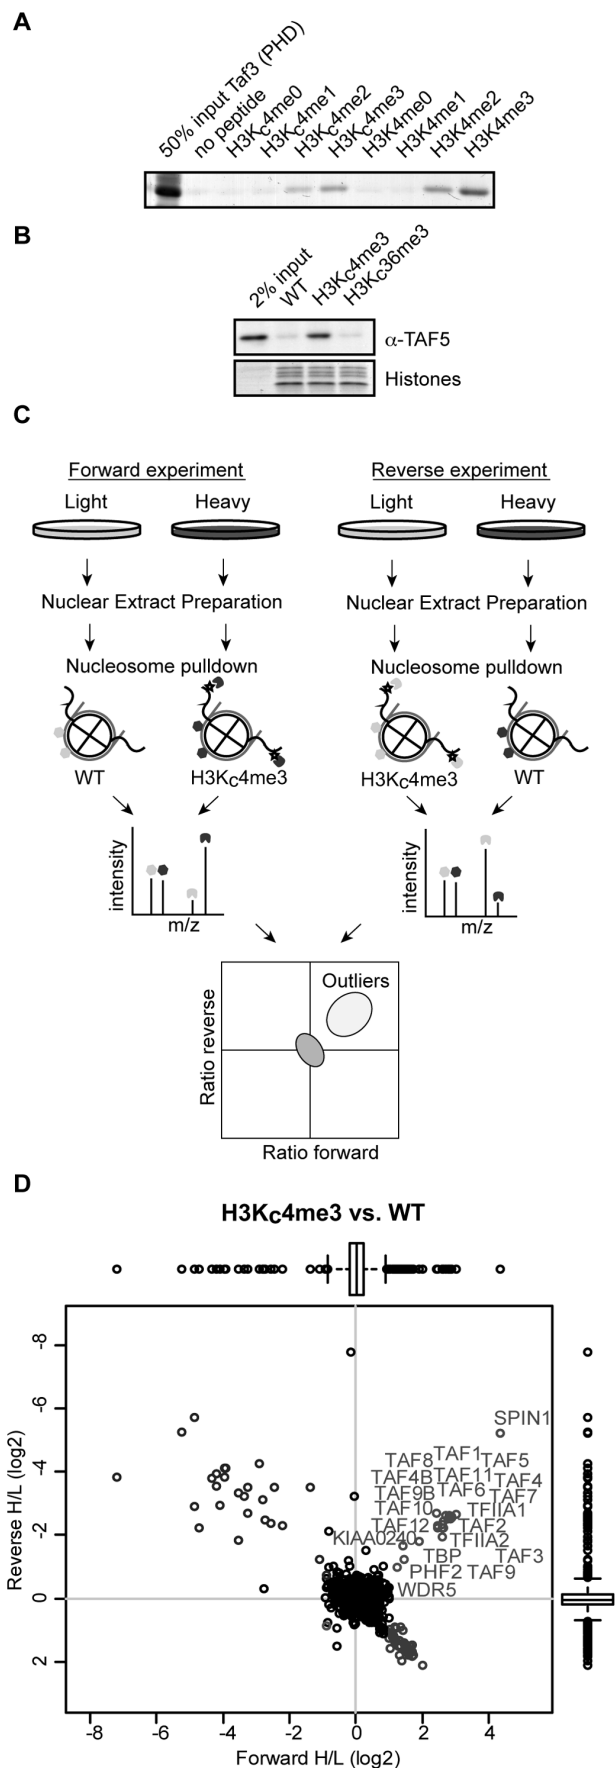 A
50% input Taf3 (PHD)
no peptide
H3KC4me0
H3KC4me1
H3KC4me2
H3KC4me3
H3K4me0
H3K4me1
H3K4me2
H3K4me3
B
2% input
WT
H3KC4me3
H3KC36me3
α-TAF5
Histones
C
Forward experiment
Reverse experiment
Light Heavy
Light Heavy
Nuclear Extract Preparation
Nuclear Extract Preparation
Nucleosome pulldown
Nucleosome pulldown
WT H3KC4me3
H3KC4me3 WT
intensity
m/z
intensity
m/z
Outliers
Ratio reverse
Ratio forward
D
H3KC4me3 vs. WT
SPIN1
TAF8 TAF1 TAF5
TAF4B TAF11 TAF4
TAF9B TAF6 TAF7
TAF10 TFIIA1
TAF12 TAF2
KIAA0240 TFIIA2
TBP TAF3
PHF2 TAF9
WDR5
Reverse H/L (log2)
-8
-6
-4
-2
0
2
-8 -6 -4 -2 0 2 4
Forward H/L (log2)